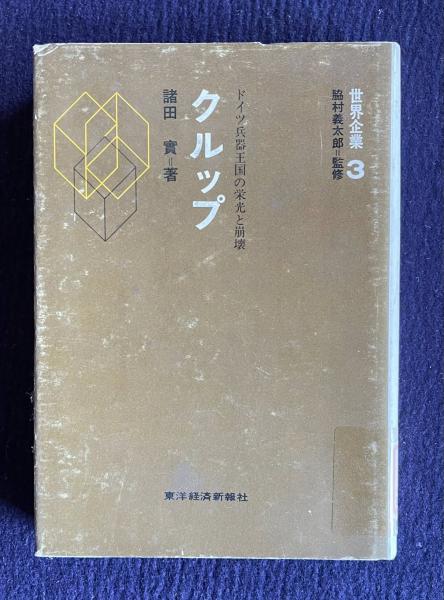 世界企業 3
脇村義太郎=監修
ドイツ兵器王国の栄光と崩壊
クルップ
諸田 實=著
東洋経済新報社